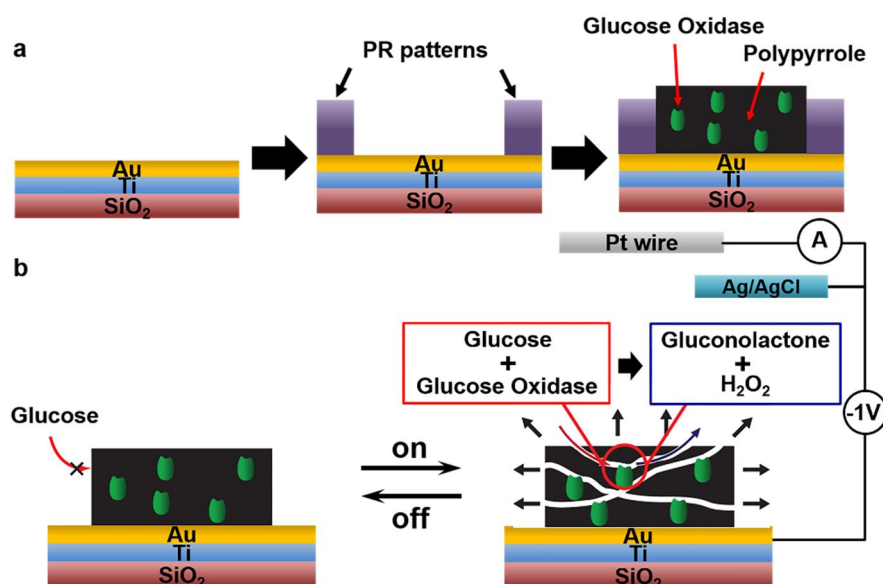 a
PR patterns
Glucose Oxidase
Polypyrrole
Au
Ti
SiO₂
Au
Ti
SiO₂
Au
Ti
SiO₂
b
Pt wire
A
Ag/AgCl
-1V
Glucose
+
Glucose Oxidase
Gluconolactone
+
H₂O₂
Glucose
on
off
Au
Ti
SiO₂
Au
Ti
SiO₂